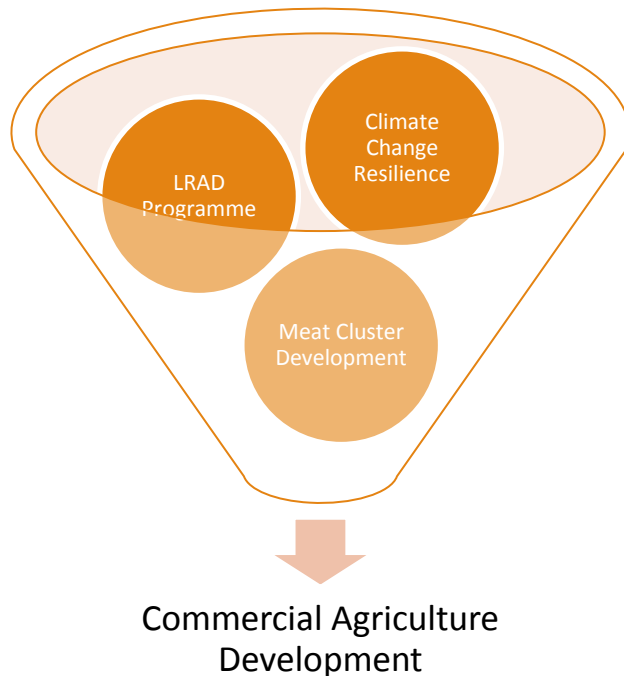 Climate
Change
Resilience
LRAD
Programme
Meat Cluster
Development
Commercial Agriculture
Development